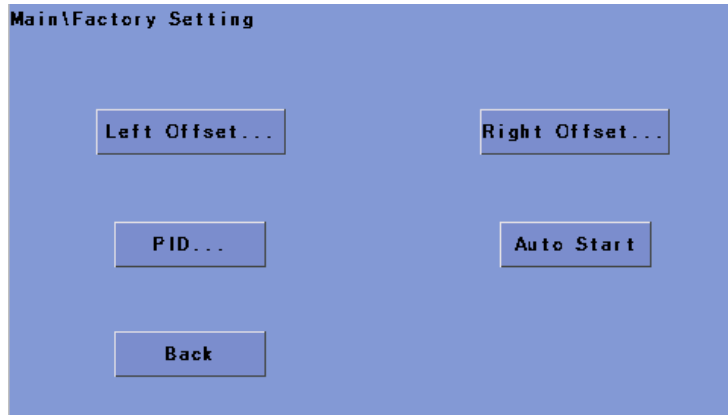 Main\Factory Setting
Left Offset...
Right Offset...
PID...
Auto Start
Back